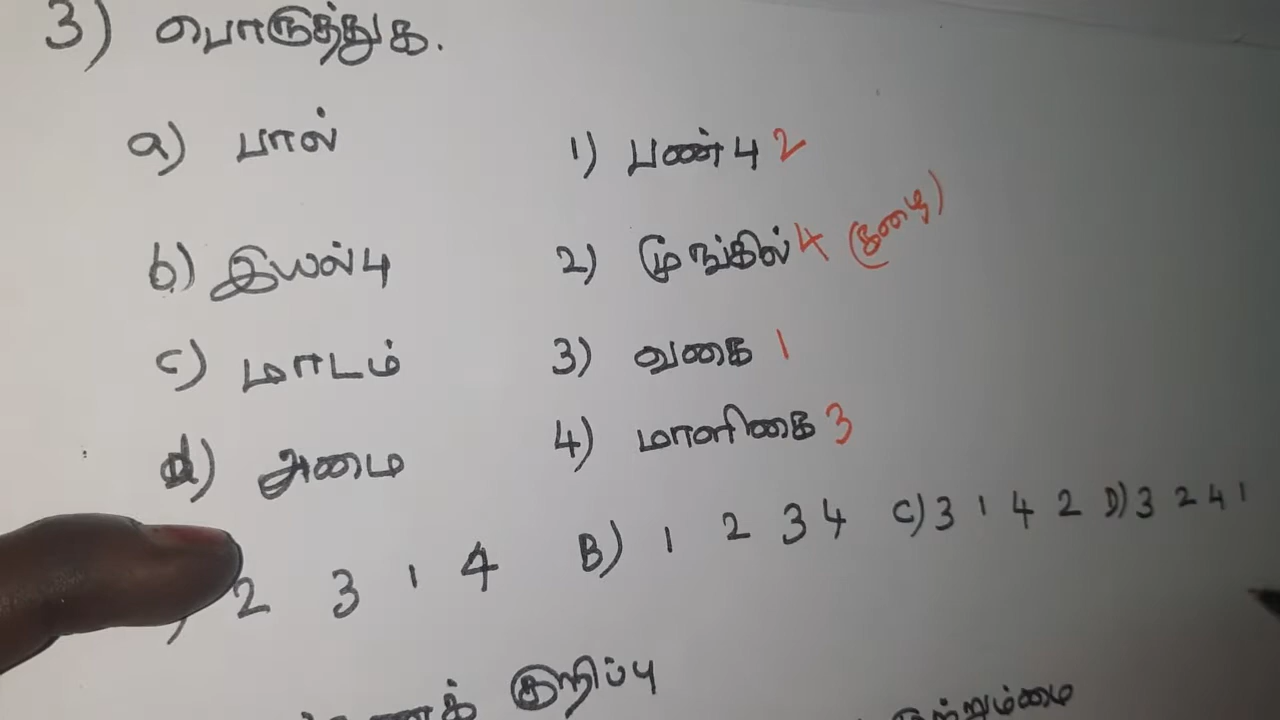 3) பொருத்துக.
a) பால் 1) பண்பு 2
b) இயல்பு 2) மூங்கில் 4
c) மாடம் 3) வகை 1
d) அமை 4) மாளிகை 3
2 3 1 4 B) 1 2 3 4 C) 3 1 4 2 D) 3 2 4 1
குறிப்பு